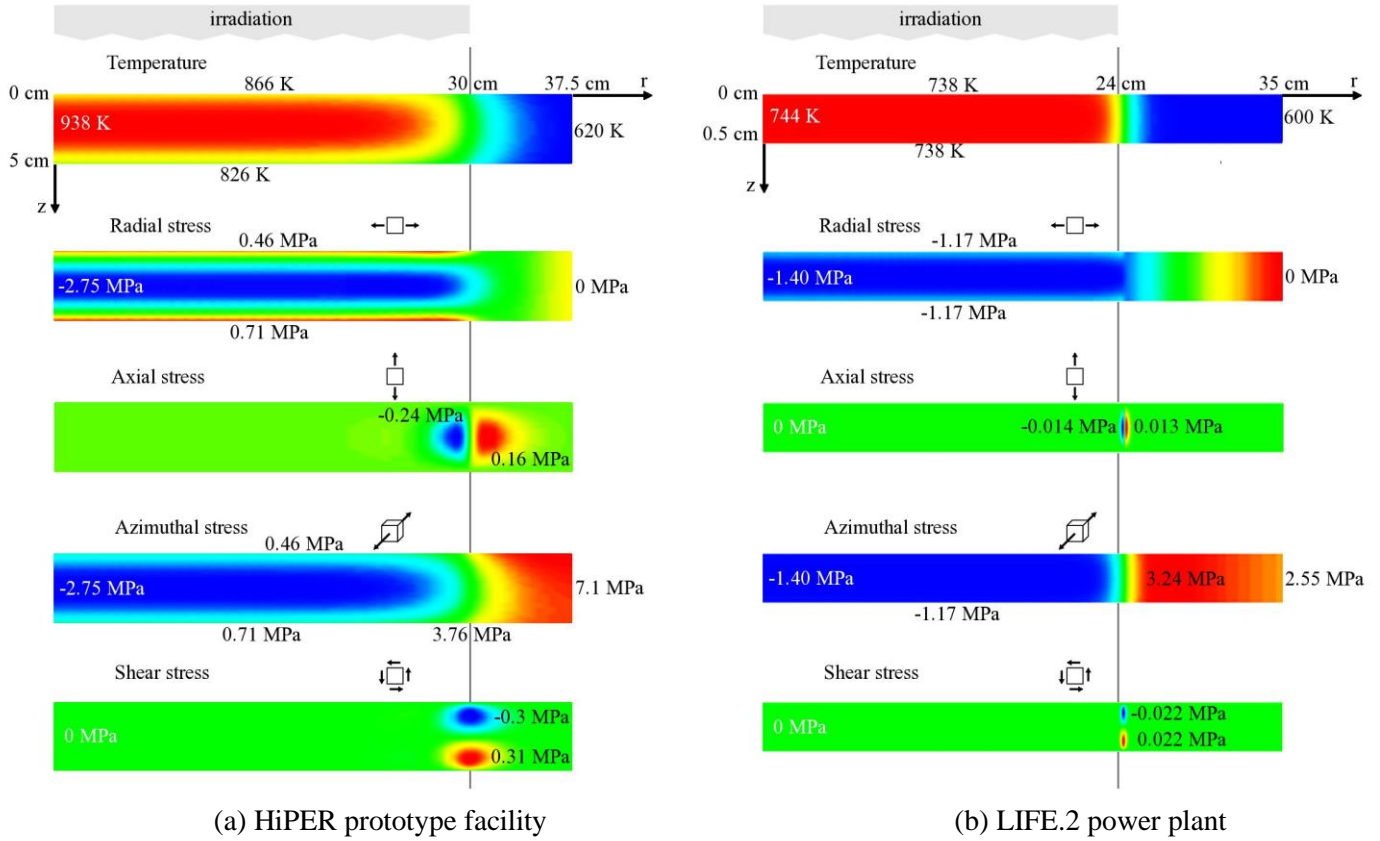 irradiation
Temperature
866 K
30 cm
37.5 cm
r
0 cm
938 K
620 K
5 cm
826 K
z
Radial stress
0.46 MPa
-2.75 MPa
0 MPa
0.71 MPa
Axial stress
-0.24 MPa
0.16 MPa
Azimuthal stress
0.46 MPa
-2.75 MPa
7.1 MPa
0.71 MPa
3.76 MPa
Shear stress
-0.3 MPa
0 MPa
0.31 MPa
(a) HiPER prototype facility
irradiation
Temperature
738 K
24 cm
35 cm
r
0 cm
744 K
600 K
0.5 cm
738 K
z
Radial stress
-1.17 MPa
-1.40 MPa
0 MPa
-1.17 MPa
Axial stress
0 MPa
-0.014 MPa
0.013 MPa
Azimuthal stress
-1.40 MPa
3.24 MPa
2.55 MPa
-1.17 MPa
Shear stress
-0.022 MPa
0 MPa
0.022 MPa
(b) LIFE.2 power plant